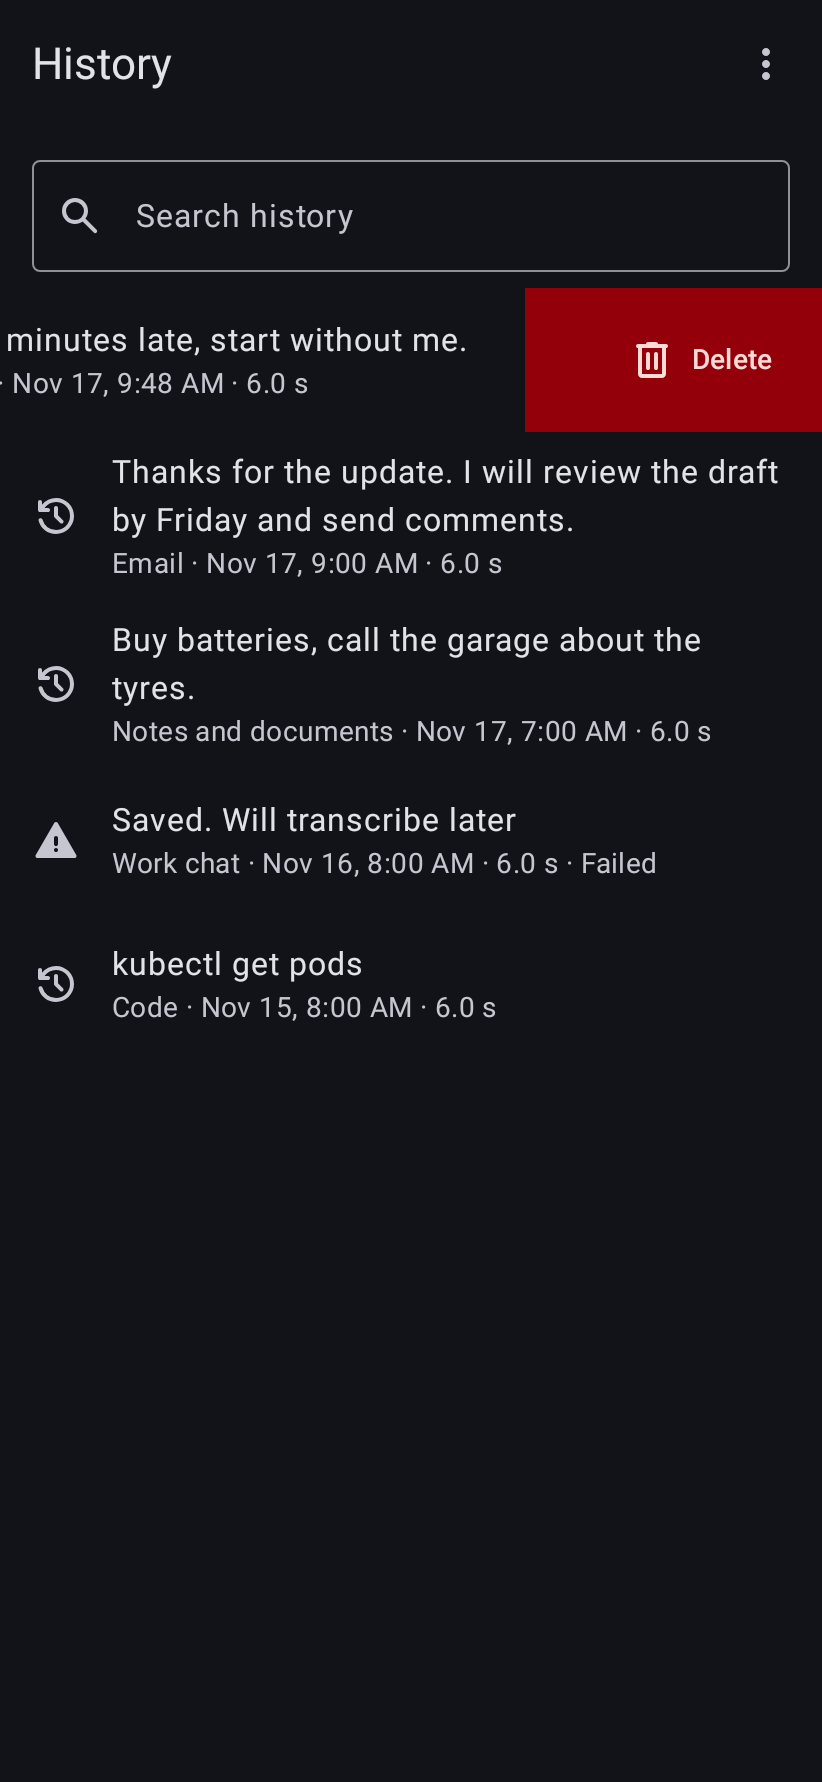 History
Search history
minutes late, start without me.
· Nov 17, 9:48 AM · 6.0 s
Delete
Thanks for the update. I will review the draft
by Friday and send comments.
Email · Nov 17, 9:00 AM · 6.0 s
Buy batteries, call the garage about the
tyres.
Notes and documents · Nov 17, 7:00 AM · 6.0 s
Saved. Will transcribe later
Work chat · Nov 16, 8:00 AM · 6.0 s · Failed
kubectl get pods
Code · Nov 15, 8:00 AM · 6.0 s